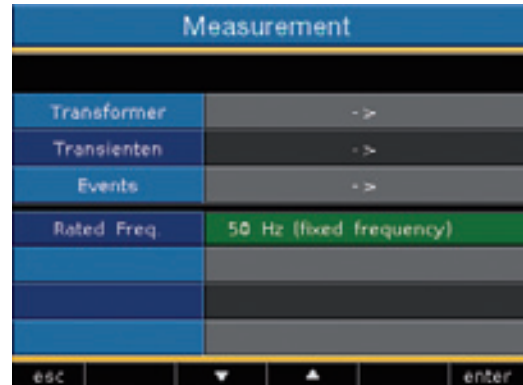 Measurement
Transformer ->
Transienten ->
Events ->
Rated Freq. 50 Hz (fixed frequency)
esc ▼ ▲ enter